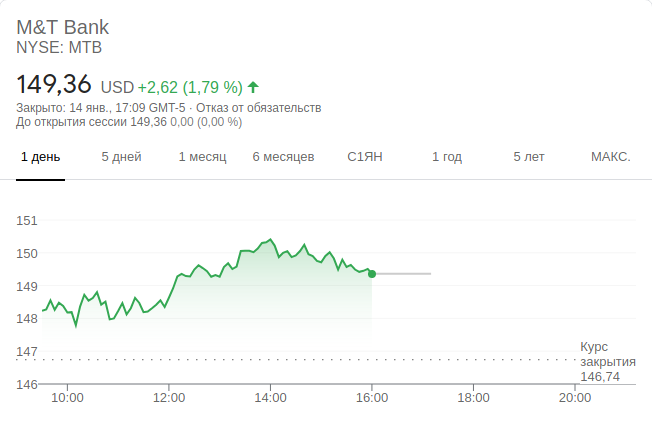 M&T Bank
NYSE: MTB
149,36 USD +2,62 (1,79 %)
Закрыто: 14 янв., 17:09 GMT-5 · Отказ от обязательств
До открытия сессии 149,36 0,00 (0,00 %)
1 день 5 дней 1 месяц 6 месяцев С1ЯН 1 год 5 лет МАКС.
151
150
149
148
147
146
Курс
закрытия
146,74
10:00 12:00 14:00 16:00 18:00 20:00